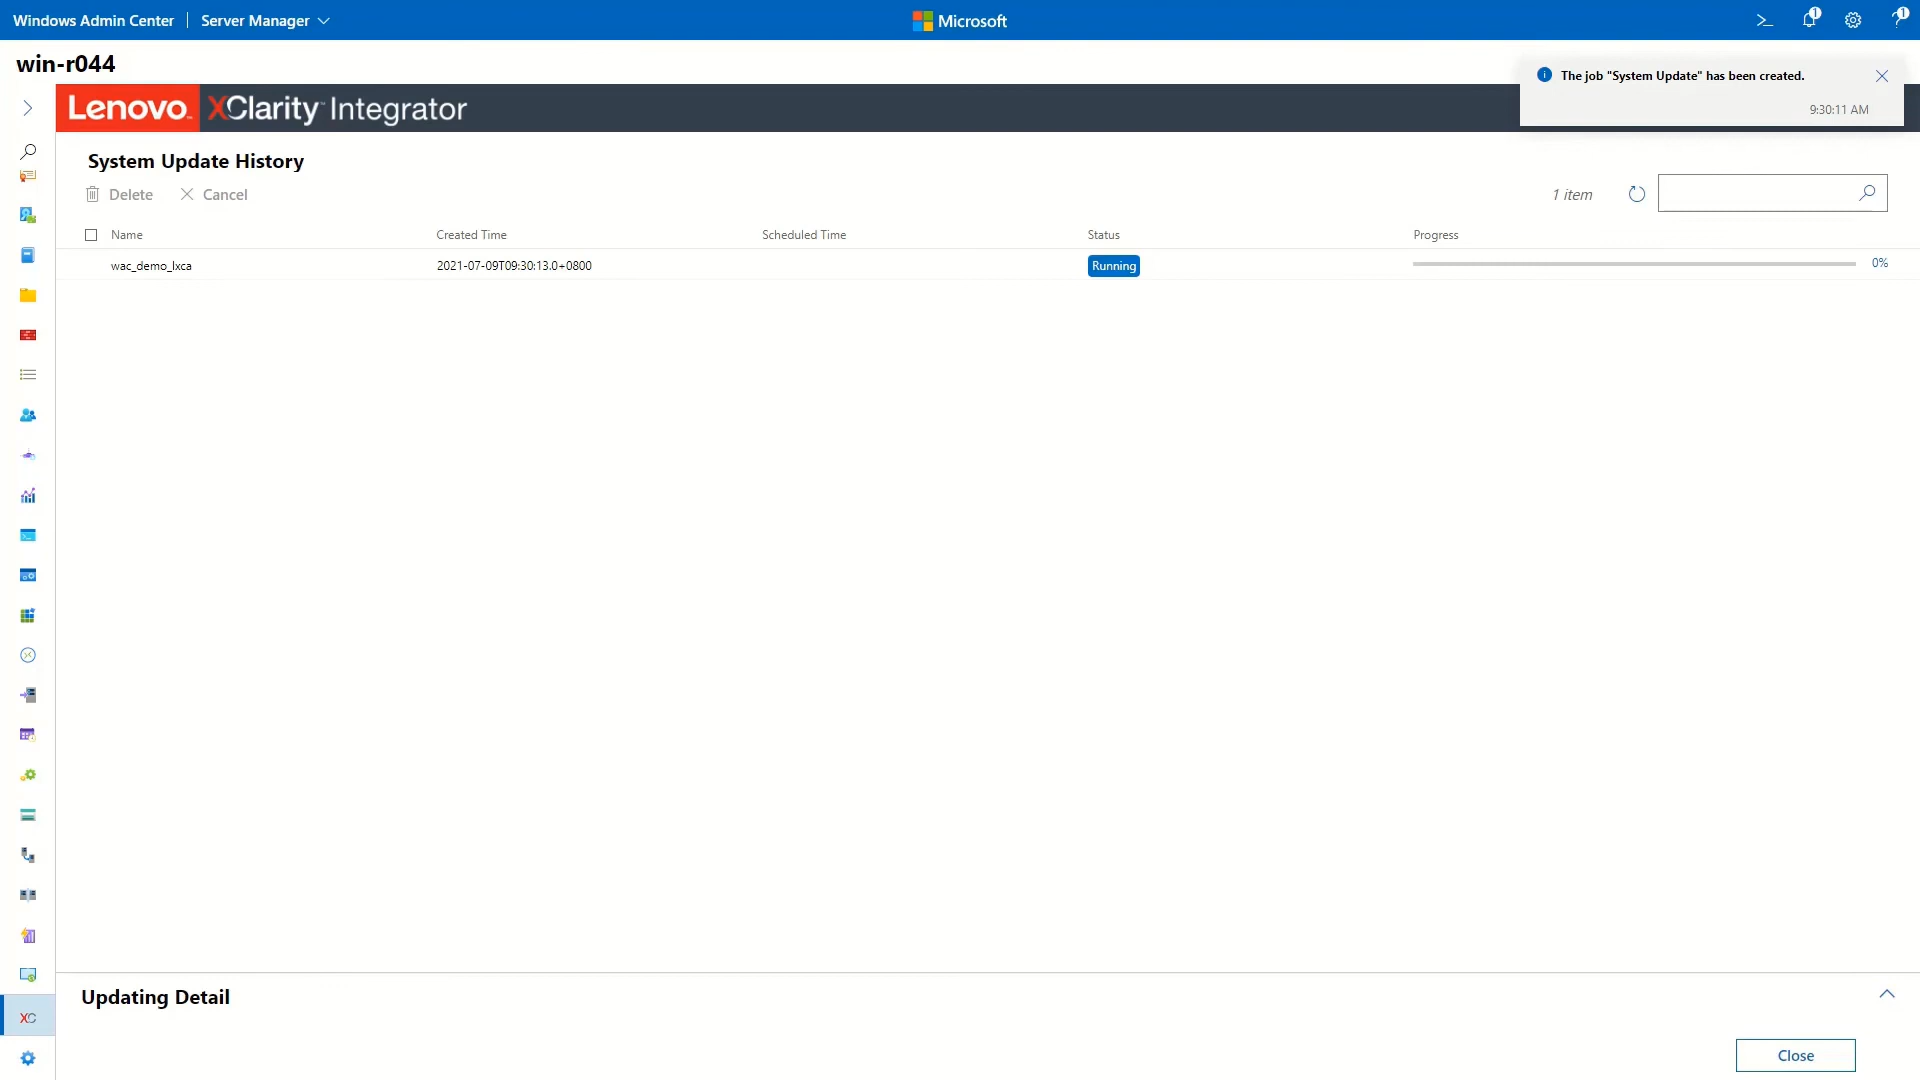 Windows Admin Center | Server Manager
Microsoft
1
1
win-r044
The job "System Update" has been created.
9:30:11 AM
Lenovo XClarity Integrator
System Update History
Delete Cancel
1 item
Name Created Time Scheduled Time Status Progress
wac_demo_lxca 2021-07-09T09:30:13.0+0800 Running 0%
XC
Updating Detail
Close